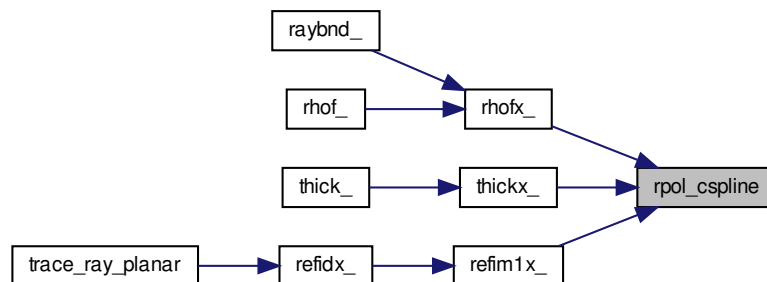 raybnd_
rhof_
rhofx_
thick_
thickx_
rpol_cspline
trace_ray_planar
refidx_
refim1x_